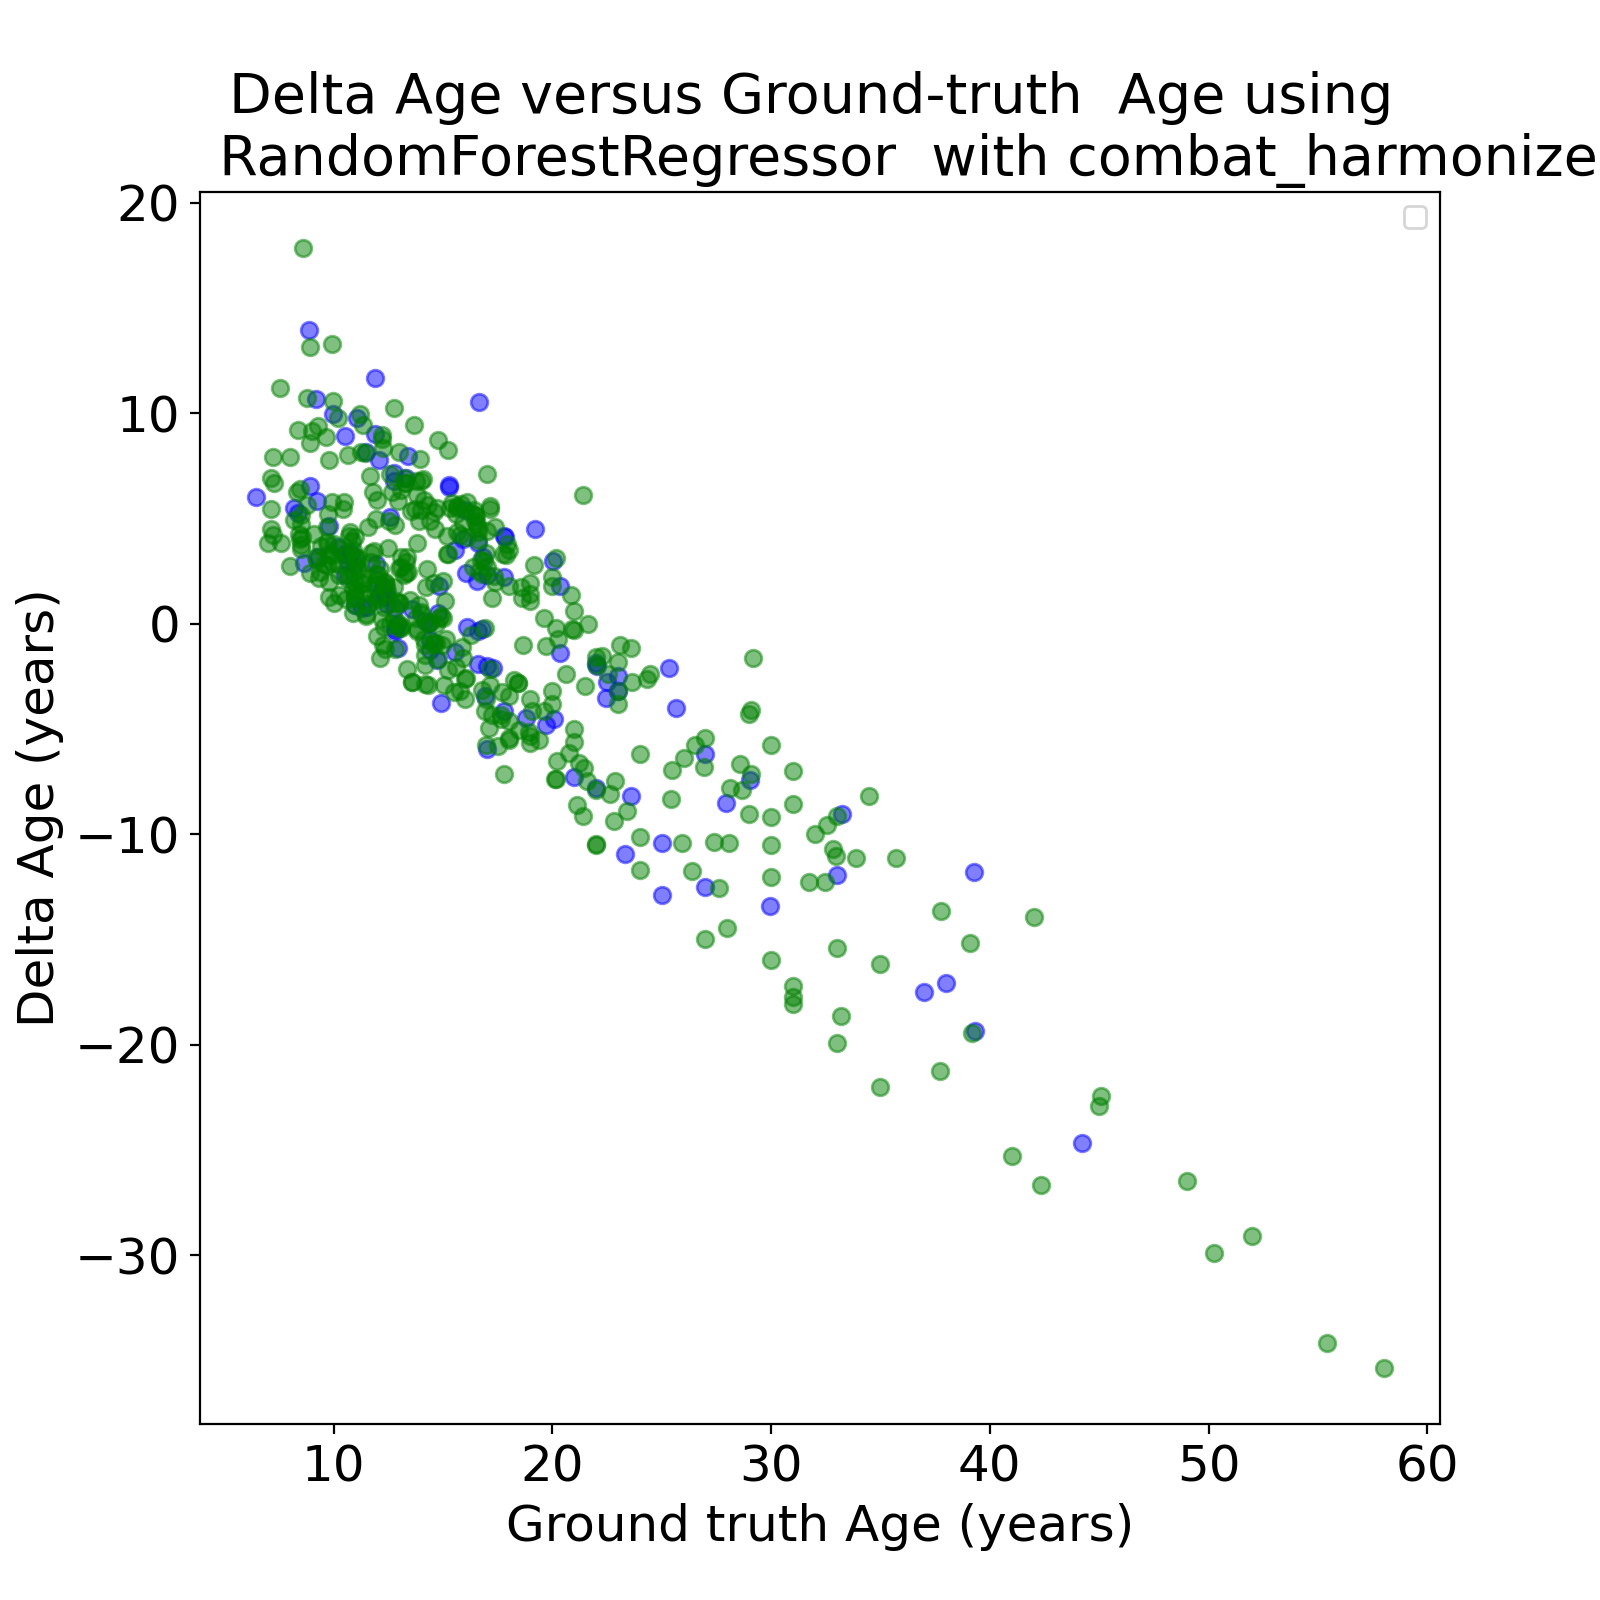 Delta Age versus Ground-truth  Age using
RandomForestRegressor  with combat_harmonize
20
10
0
−10
−20
−30
Delta Age (years)
10 20 30 40 50 60
Ground truth Age (years)